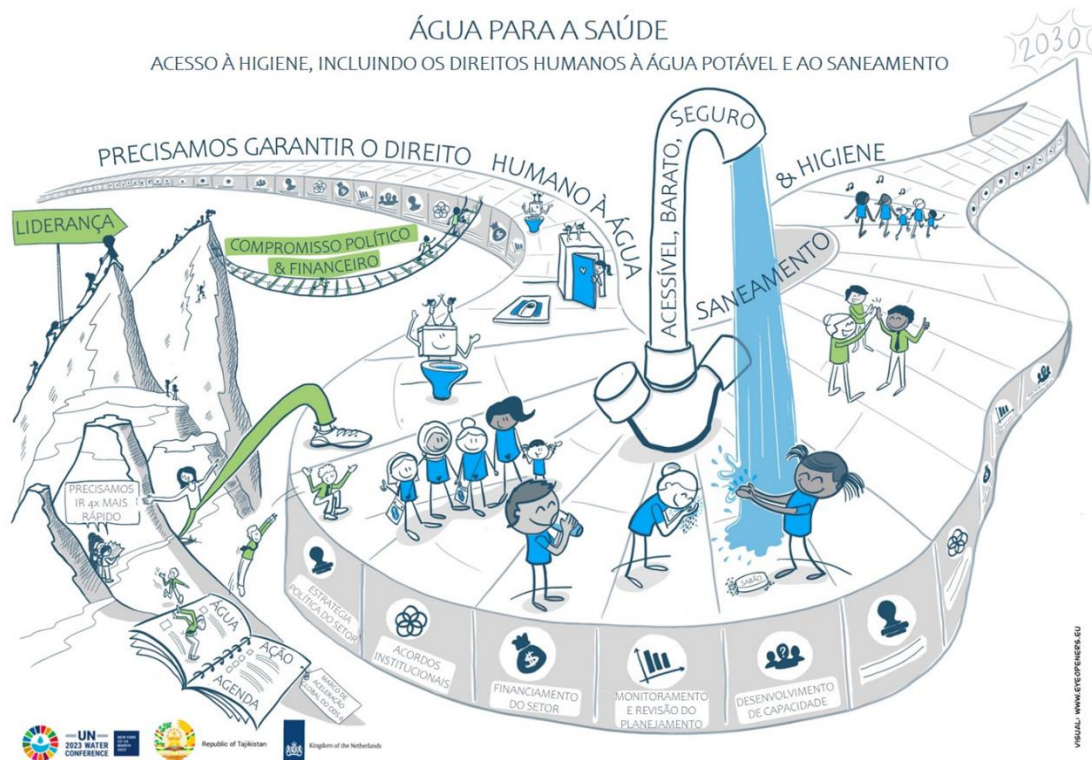 ÁGUA PARA A SAÚDE
ACESSO À HIGIENE, INCLUINDO OS DIREITOS HUMANOS À ÁGUA POTÁVEL E AO SANEAMENTO
2030
PRECISAMOS GARANTIR O DIREITO HUMANO À ÁGUA
ACESSÍVEL, BARATO, SEGURO
SANEAMENTO
& HIGIENE
LIDERANÇA
COMPROMISSO POLÍTICO
& FINANCEIRO
PRECISAMOS
IR 4X MAIS
RÁPIDO
ÁGUA
AÇÃO
AGENDA
MARCO DE
ACELERAÇÃO
GLOBAL DO ODS 6
ESTRATÉGIA
POLÍTICA DO SETOR
ACORDOS
INSTITUCIONAIS
$
FINANCIAMENTO
DO SETOR
MONITORAMENTO
E REVISÃO DO
PLANEJAMENTO
?
DESENVOLVIMENTO
DE CAPACIDADE
SABÃO
UN
2023 WATER
CONFERENCE
Republic of Tajikistan
Kingdom of the Netherlands
VISUAL: WWW.EYEOPENERS.EU